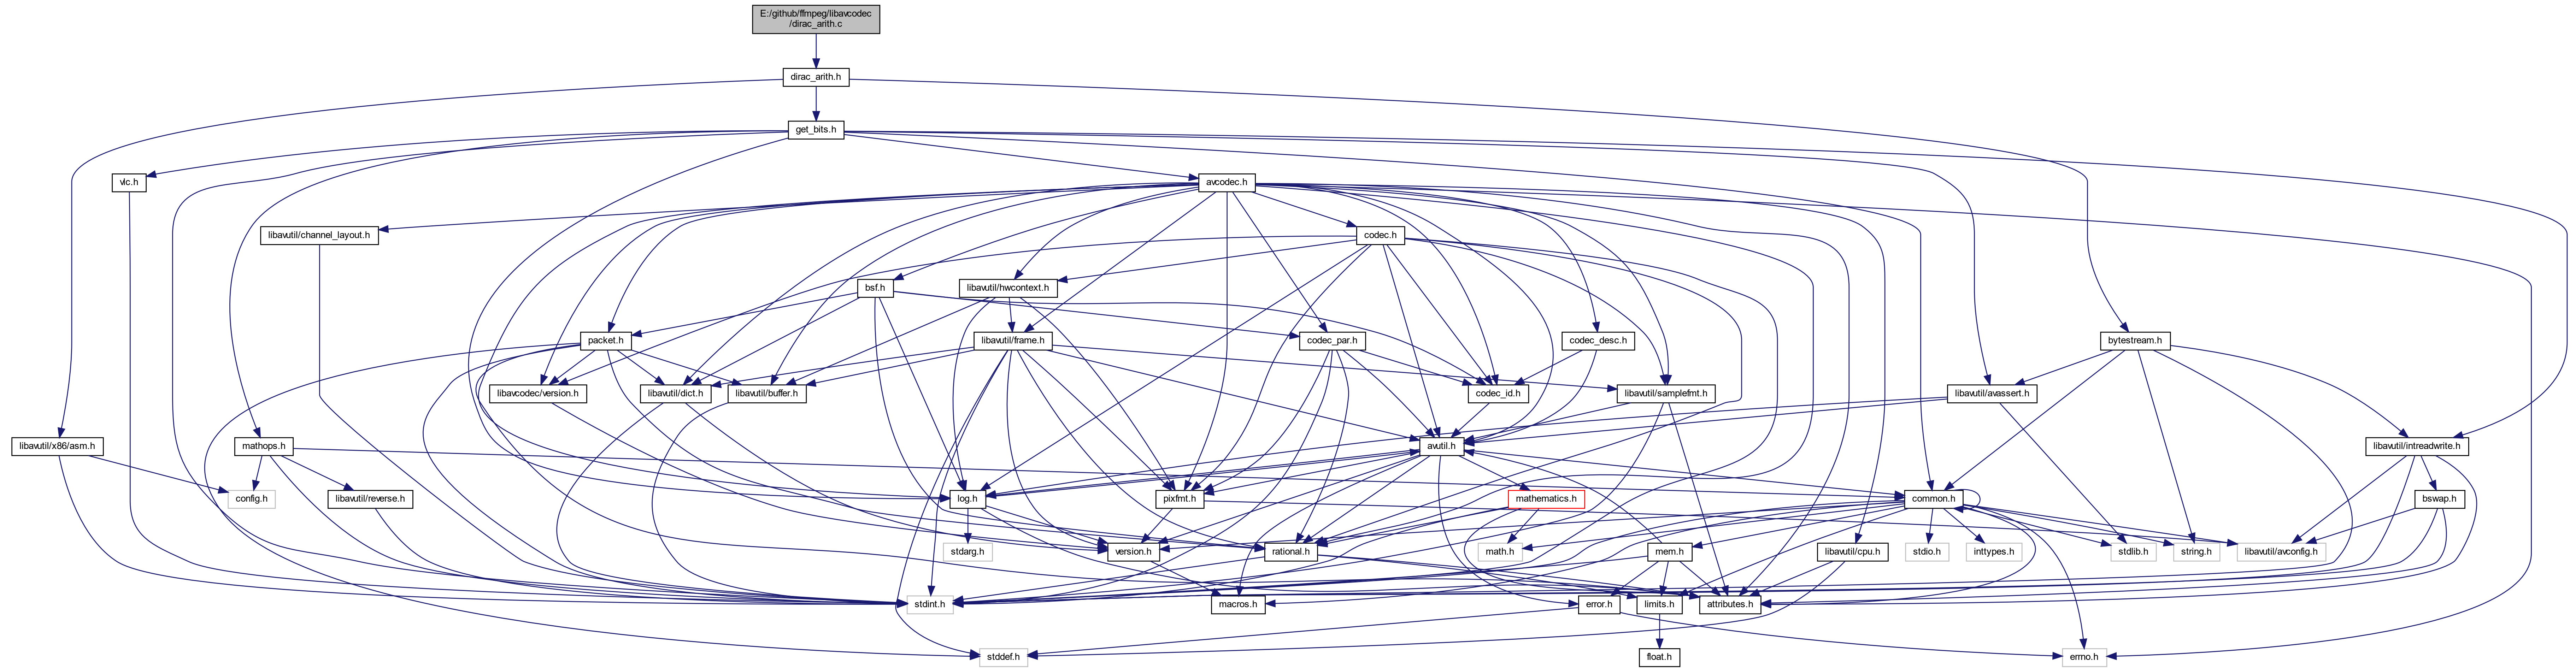 E:/github/ffmpeg/libavcodec
/dirac_arith.c
dirac_arith.h
get_bits.h
vlc.h
avcodec.h
libavutil/channel_layout.h
codec.h
bsf.h
libavutil/hwcontext.h
packet.h
libavutil/frame.h
codec_par.h
codec_desc.h
bytestream.h
libavcodec/version.h
libavutil/dict.h
libavutil/buffer.h
codec_id.h
libavutil/samplefmt.h
libavutil/avassert.h
libavutil/x86/asm.h
mathops.h
avutil.h
libavutil/intreadwrite.h
config.h
libavutil/reverse.h
log.h
pixfmt.h
mathematics.h
common.h
bswap.h
stdarg.h
version.h
rational.h
math.h
mem.h
libavutil/cpu.h
stdio.h
inttypes.h
stdlib.h
string.h
libavutil/avconfig.h
stdint.h
macros.h
error.h
limits.h
attributes.h
stddef.h
float.h
errno.h